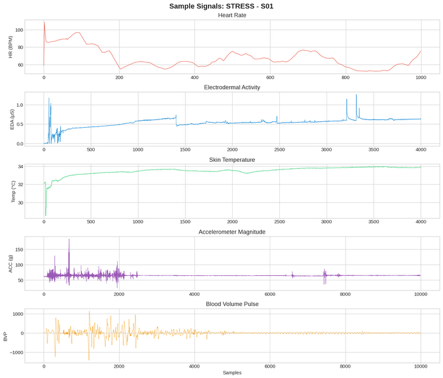 Sample Signals: STRESS - S01
Heart Rate
HR (BPM)
100
80
60
0 200 400 600 800 1000
Electrodermal Activity
EDA (μS)
1.0
0.5
0.0
0 500 1000 1500 2000 2500 3000 3500 4000
Skin Temperature
Temp (°C)
34
32
30
0 500 1000 1500 2000 2500 3000 3500 4000
Accelerometer Magnitude
ACC (g)
150
100
50
0 2000 4000 6000 8000 10000
Blood Volume Pulse
BVP
1000
0
−1000
0 2000 4000 6000 8000 10000
Samples